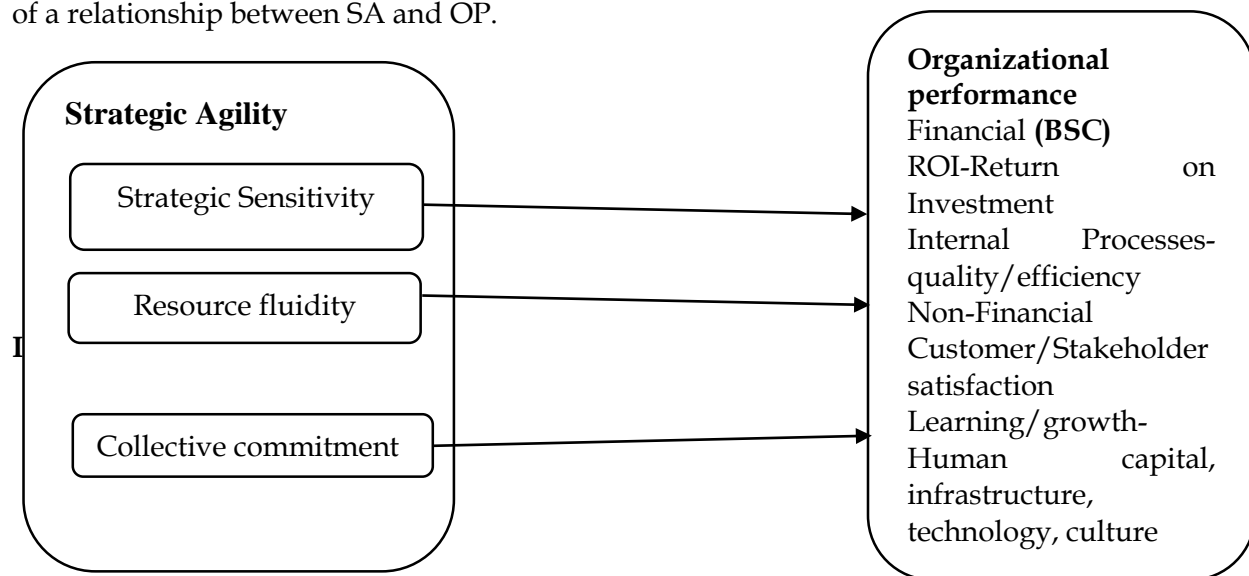 of a relationship between SA and OP.
Strategic Agility
Strategic Sensitivity
Resource fluidity
I
Collective commitment
Organizational
performance
Financial (BSC)
ROI-Return on
Investment
Internal Processes-
quality/efficiency
Non-Financial
Customer/Stakeholder
satisfaction
Learning/growth-
Human capital,
infrastructure,
technology, culture